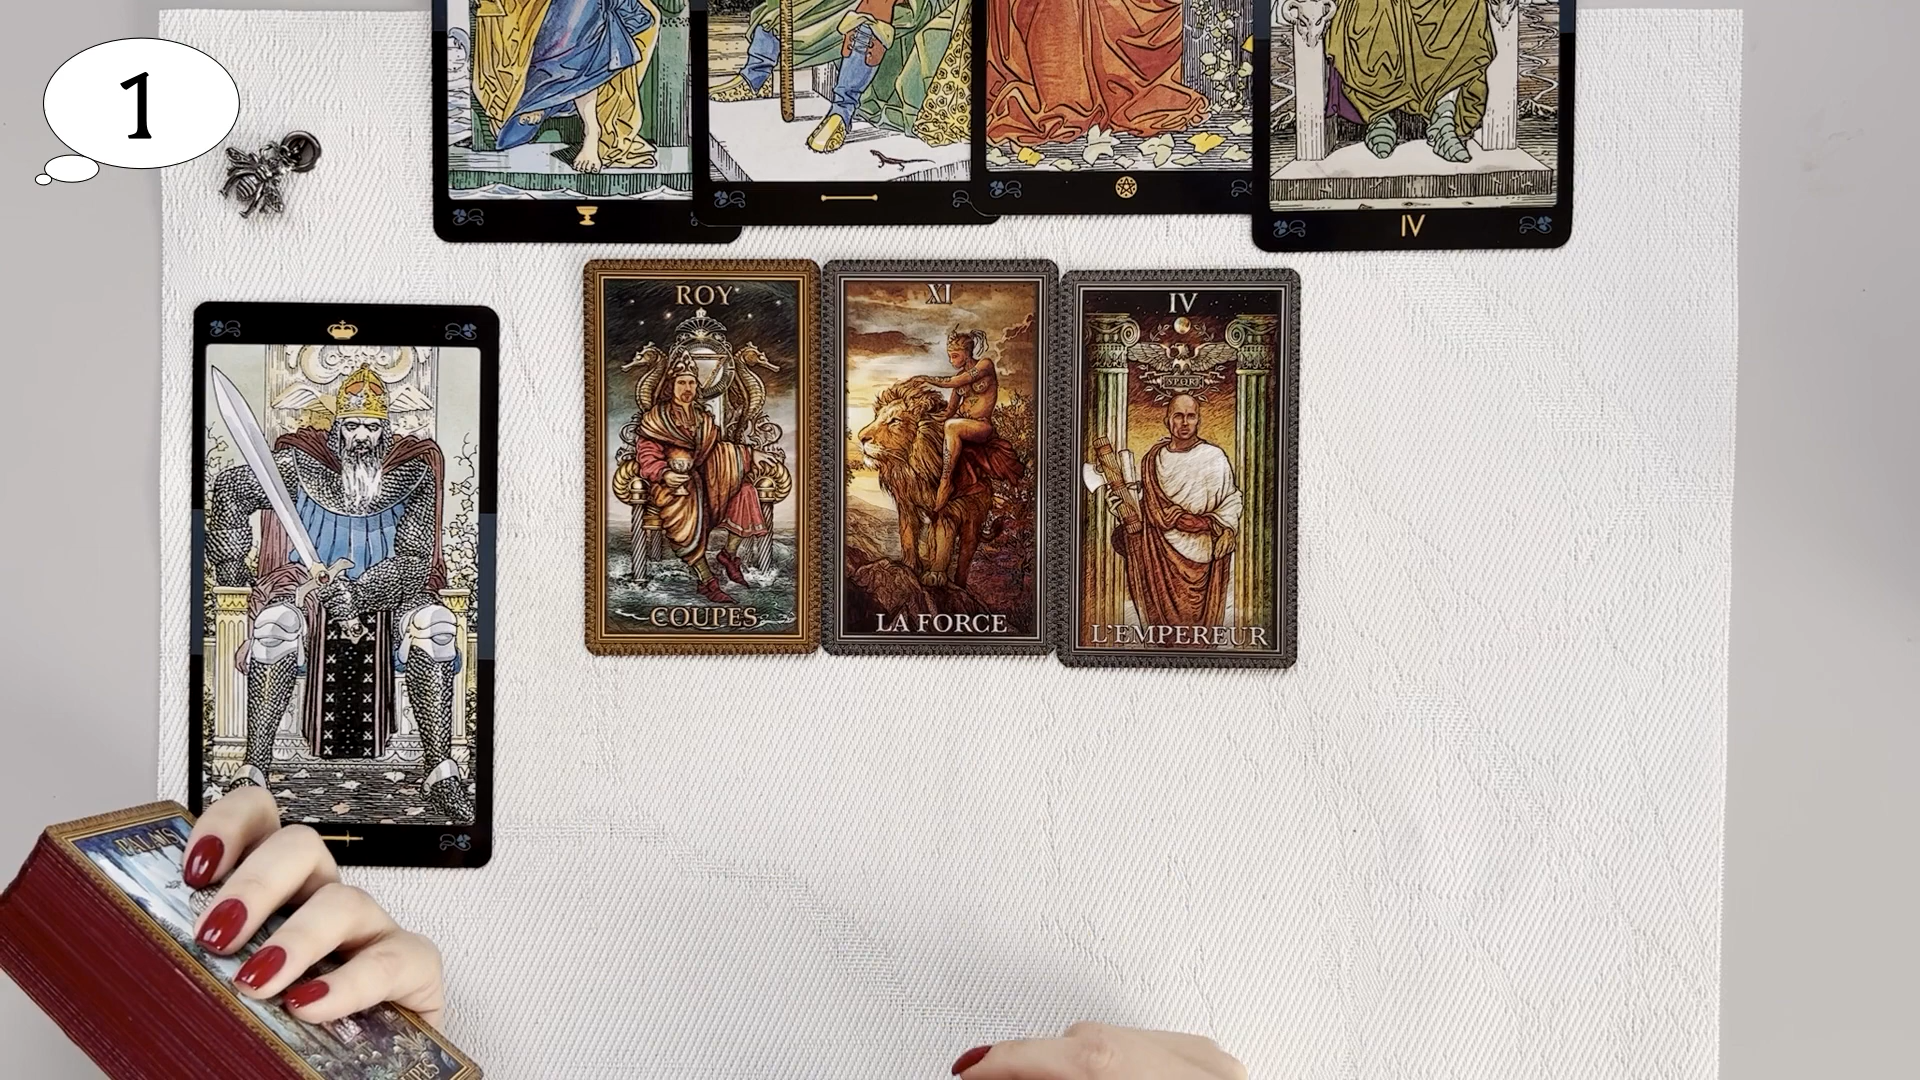 1
IV
ROY
COUPES
XI
LA FORCE
IV
SPQR
L'EMPEREUR